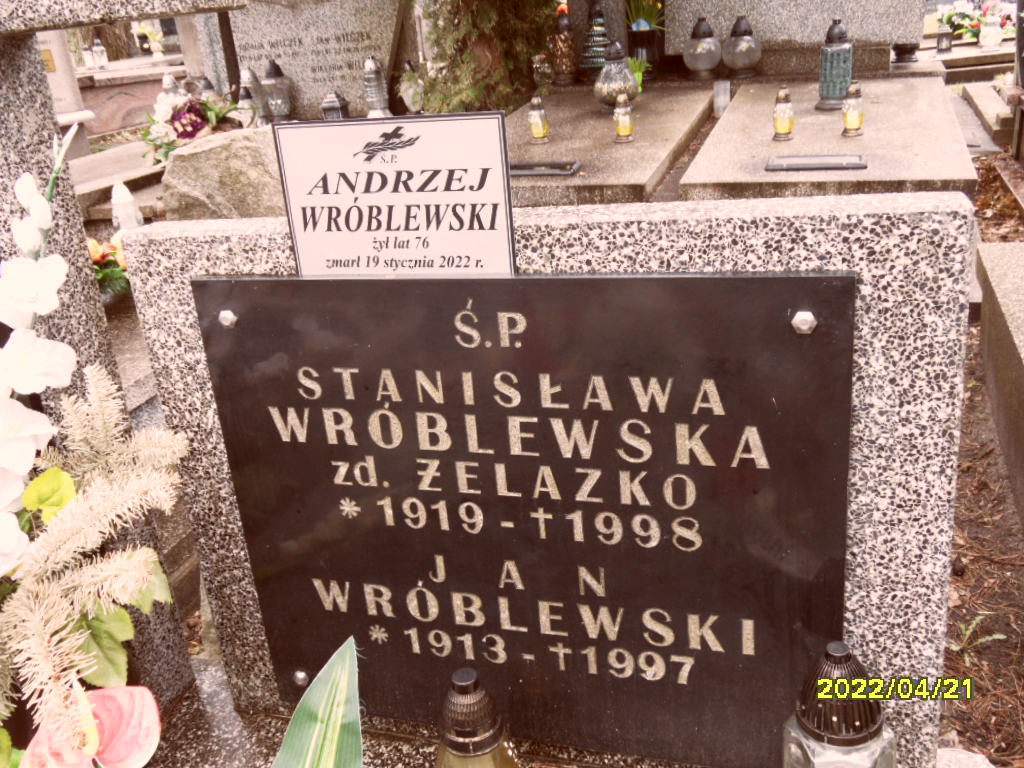 Ś.P.
ANDRZEJ
WRÓBLEWSKI
żył lat 76
zmarł 19 stycznia 2022 r.
Ś.P.
STANISŁAWA
WRÓBLEWSKA
zd. ŻELAZKO
* 1919 - † 1998
JAN
WRÓBLEWSKI
* 1913 - † 1997
2022/04/21